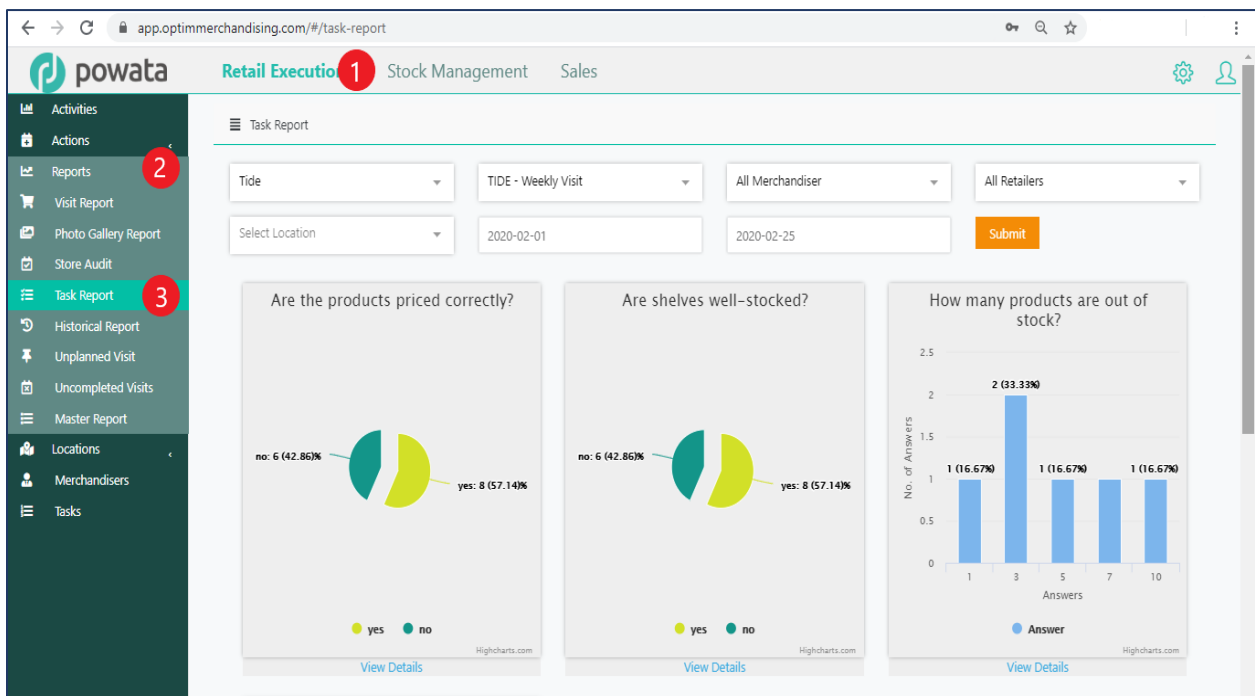 app.optimmerchandising.com/#/task-report
powata
Retail Execution 1 Stock Management Sales
Activities
Actions
Reports 2
Visit Report
Photo Gallery Report
Store Audit
Task Report 3
Historical Report
Unplanned Visit
Uncompleted Visits
Master Report
Locations
Merchandisers
Tasks
Task Report
Tide TIDE - Weekly Visit All Merchandiser All Retailers
Select Location 2020-02-01 2020-02-25 Submit
Are the products priced correctly?
no: 6 (42.86)%
yes: 8 (57.14)%
yes no
Highcharts.com
View Details
Are shelves well-stocked?
no: 6 (42.86)%
yes: 8 (57.14)%
yes no
Highcharts.com
View Details
How many products are out of
stock?
No. of Answers
2.5
2
1.5
1
0.5
0
1 (16.67%) 2 (33.33%) 1 (16.67%) 1 (16.67%)
1 3 5 7 10
Answers
Answer
Highcharts.com
View Details